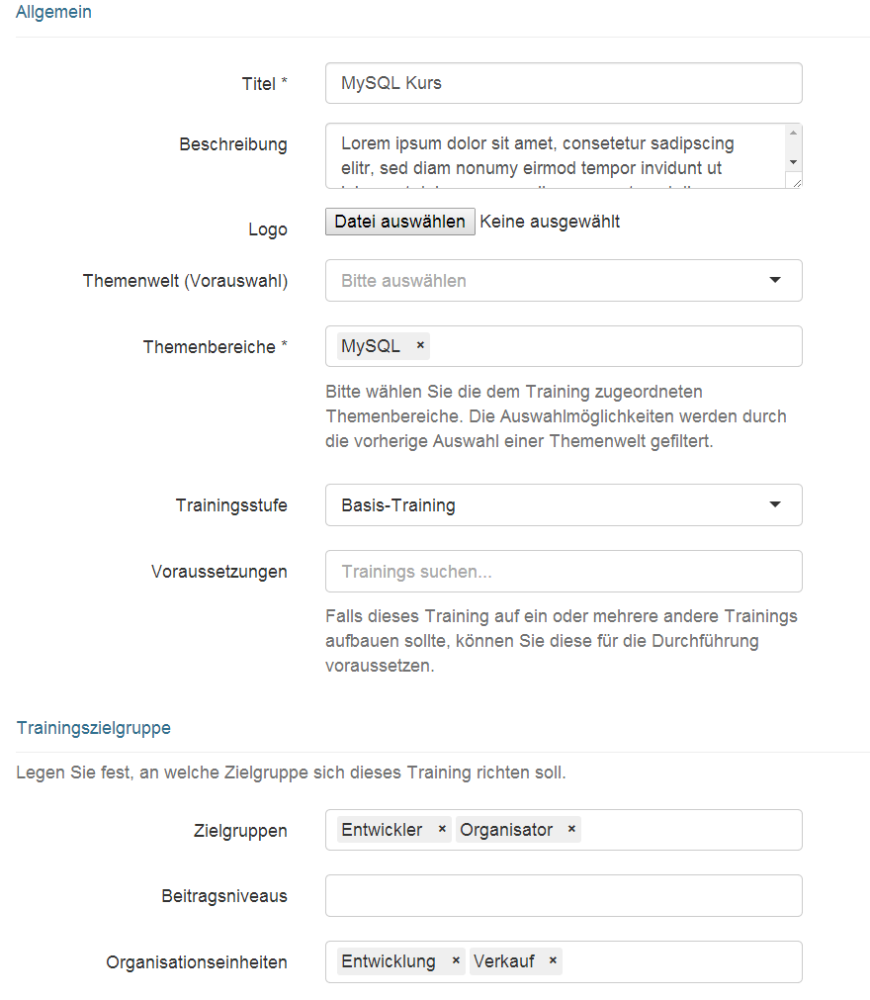 Allgemein
Titel * MySQL Kurs
Beschreibung Lorem ipsum dolor sit amet, consetetur sadipscing
elitr, sed diam nonumy eirmod tempor invidunt ut
Logo Datei auswählen Keine ausgewählt
Themenwelt (Vorauswahl) Bitte auswählen
Themenbereiche * MySQL ×
Bitte wählen Sie die dem Training zugeordneten
Themenbereiche. Die Auswahlmöglichkeiten werden durch
die vorherige Auswahl einer Themenwelt gefiltert.
Trainingsstufe Basis-Training
Voraussetzungen Trainings suchen...
Falls dieses Training auf ein oder mehrere andere Trainings
aufbauen sollte, können Sie diese für die Durchführung
voraussetzen.
Trainingszielgruppe
Legen Sie fest, an welche Zielgruppe sich dieses Training richten soll.
Zielgruppen Entwickler × Organisator ×
Beitragsniveaus
Organisationseinheiten Entwicklung × Verkauf ×